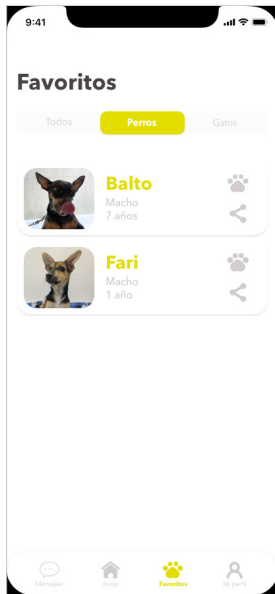 9:41
Favoritos
Todos Perros Gatos
Balto
Macho
7 años
Fari
Macho
1 año
Mensajes Inicio Favoritos Mi perfil